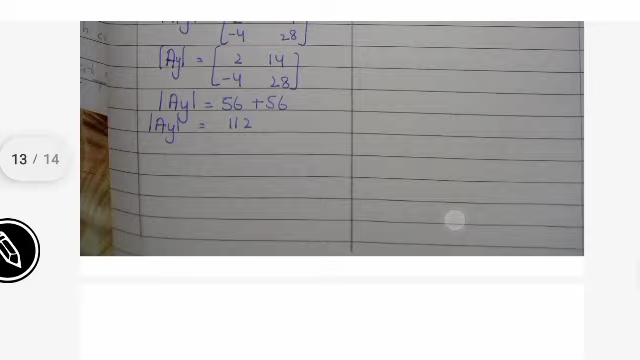 -4 28
|Ay| = [ 2 14
-4 28 ]
|Ay| = 56 + 56
|Ay| = 112
13 / 14